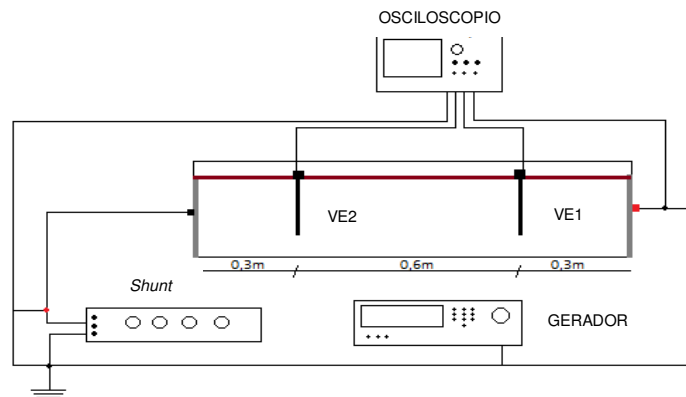 OSCILOSCOPIO
VE2
VE1
0,3m
0,6m
0,3m
Shunt
GERADOR